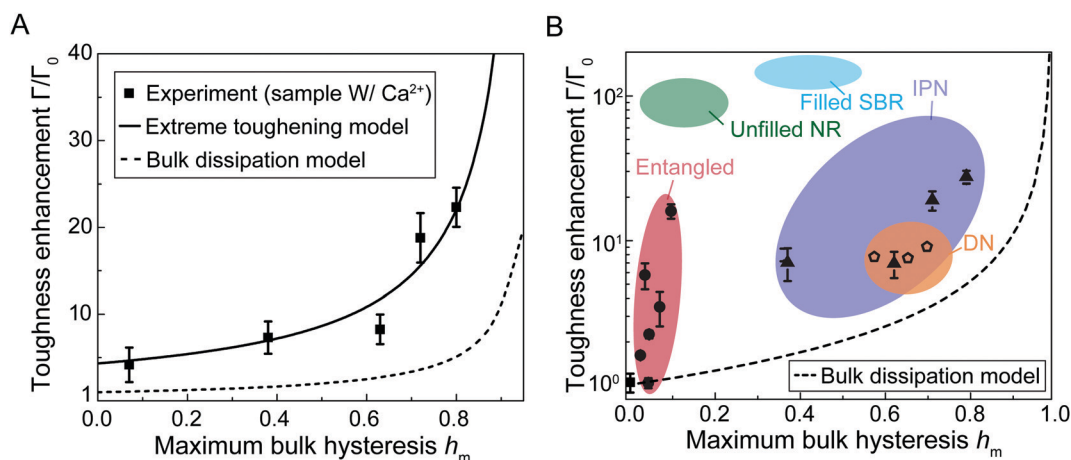 A
Toughness enhancement Γ/Γ₀
40
30
20
10
1
Experiment (sample W/ Ca²⁺)
Extreme toughening model
Bulk dissipation model
0.0 0.2 0.4 0.6 0.8
Maximum bulk hysteresis hₘ
B
Toughness enhancement Γ/Γ₀
10²
10¹
10⁰
Filled SBR
Unfilled NR
IPN
Entangled
DN
Bulk dissipation model
0.0 0.2 0.4 0.6 0.8 1.0
Maximum bulk hysteresis hₘ